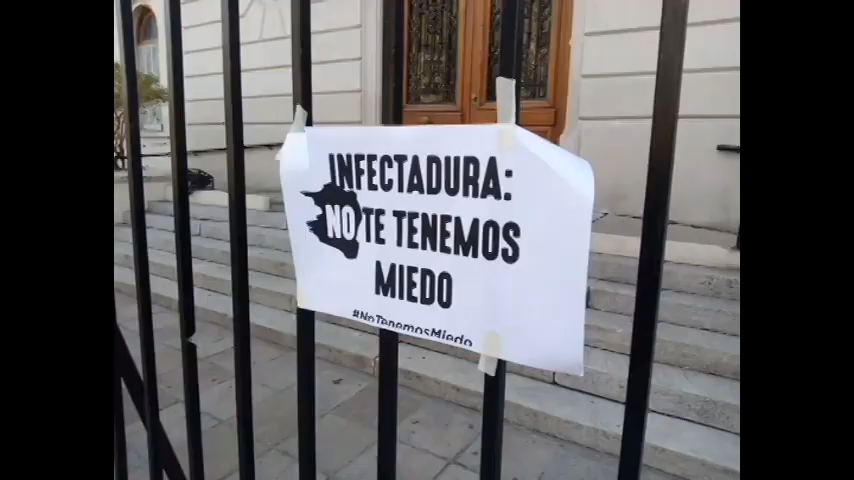 INFECTADURA:
NO TE TENEMOS
MIEDO
#NoTenemosMiedo